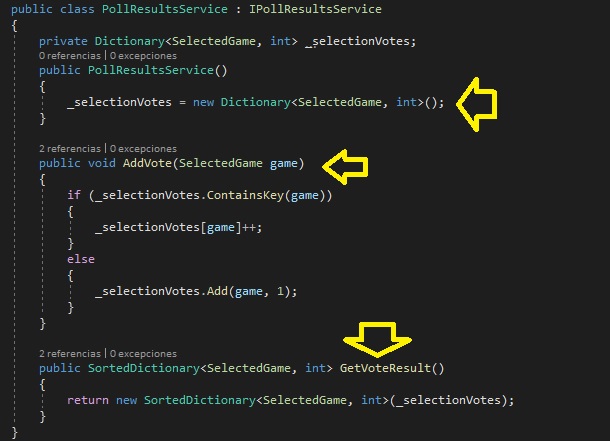 public class PollResultsService : IPollResultsService
{
private Dictionary<SelectedGame, int> _selectionVotes;
0 referencias | 0 excepciones
public PollResultsService()
{
_selectionVotes = new Dictionary<SelectedGame, int>();
}
2 referencias | 0 excepciones
public void AddVote(SelectedGame game)
{
if (_selectionVotes.ContainsKey(game))
{
_selectionVotes[game]++;
}
else
{
_selectionVotes.Add(game, 1);
}
}
2 referencias | 0 excepciones
public SortedDictionary<SelectedGame, int> GetVoteResult()
{
return new SortedDictionary<SelectedGame, int>(_selectionVotes);
}
}